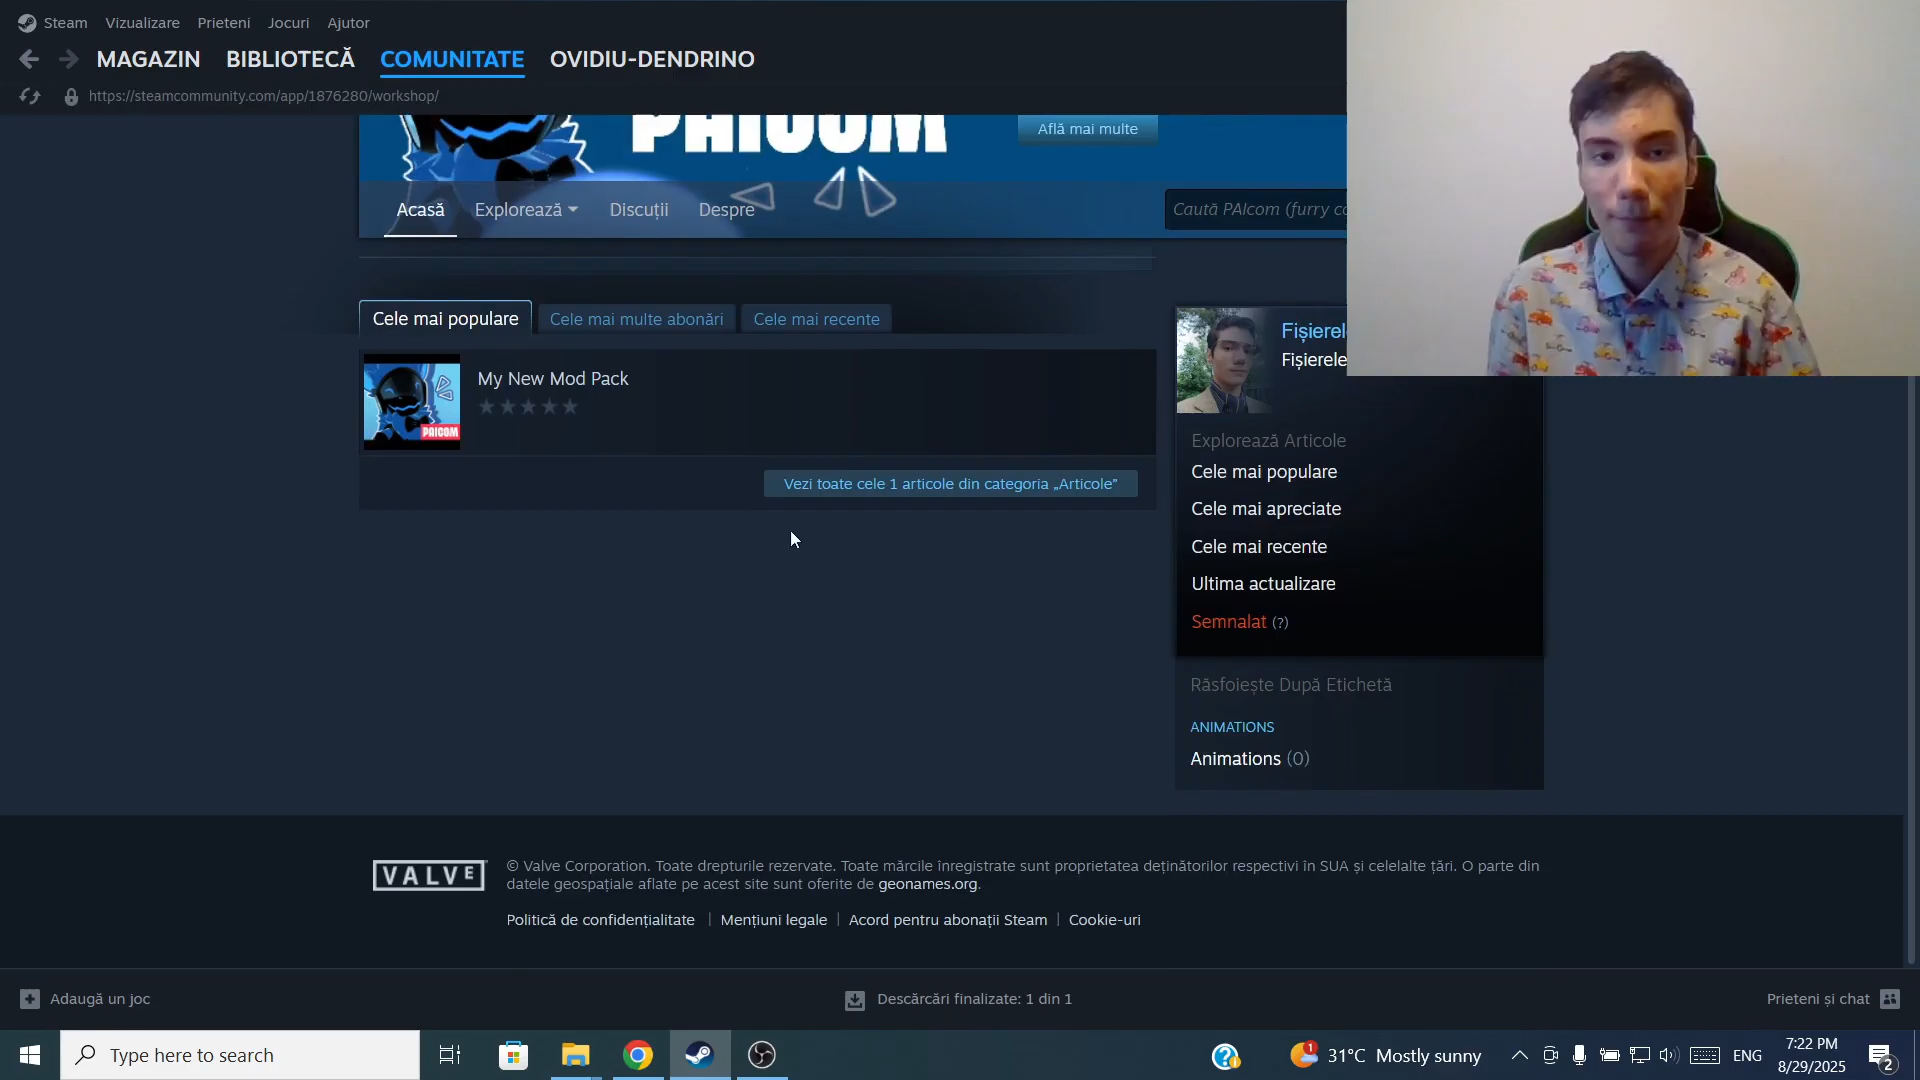 Steam Vizualizare Prieteni Jocuri Ajutor
MAGAZIN BIBLIOTECĂ COMUNITATE OVIDIU-DENDRINO
https://steamcommunity.com/app/1876280/workshop/
PAICOM
Află mai multe
Acasă Explorează Discuții Despre
Caută PAIcom (furry co
Cele mai populare Cele mai multe abonări Cele mai recente
My New Mod Pack
PAICOM
Vezi toate cele 1 articole din categoria „Articole”
Fișierel
Fișierele
Explorează Articole
Cele mai populare
Cele mai apreciate
Cele mai recente
Ultima actualizare
Semnalat (?)
Răsfoiește După Etichetă
ANIMATIONS
Animations (0)
VALVE
© Valve Corporation. Toate drepturile rezervate. Toate mărcile înregistrate sunt proprietatea deținătorilor respectivi în SUA și celelalte țări. O parte din
datele geospațiale aflate pe acest site sunt oferite de geonames.org.
Politică de confidențialitate | Mențiuni legale | Acord pentru abonații Steam | Cookie-uri
Adaugă un joc
Descărcări finalizate: 1 din 1
Prieteni și chat
Type here to search
1
31°C Mostly sunny
ENG
7:22 PM
8/29/2025
2